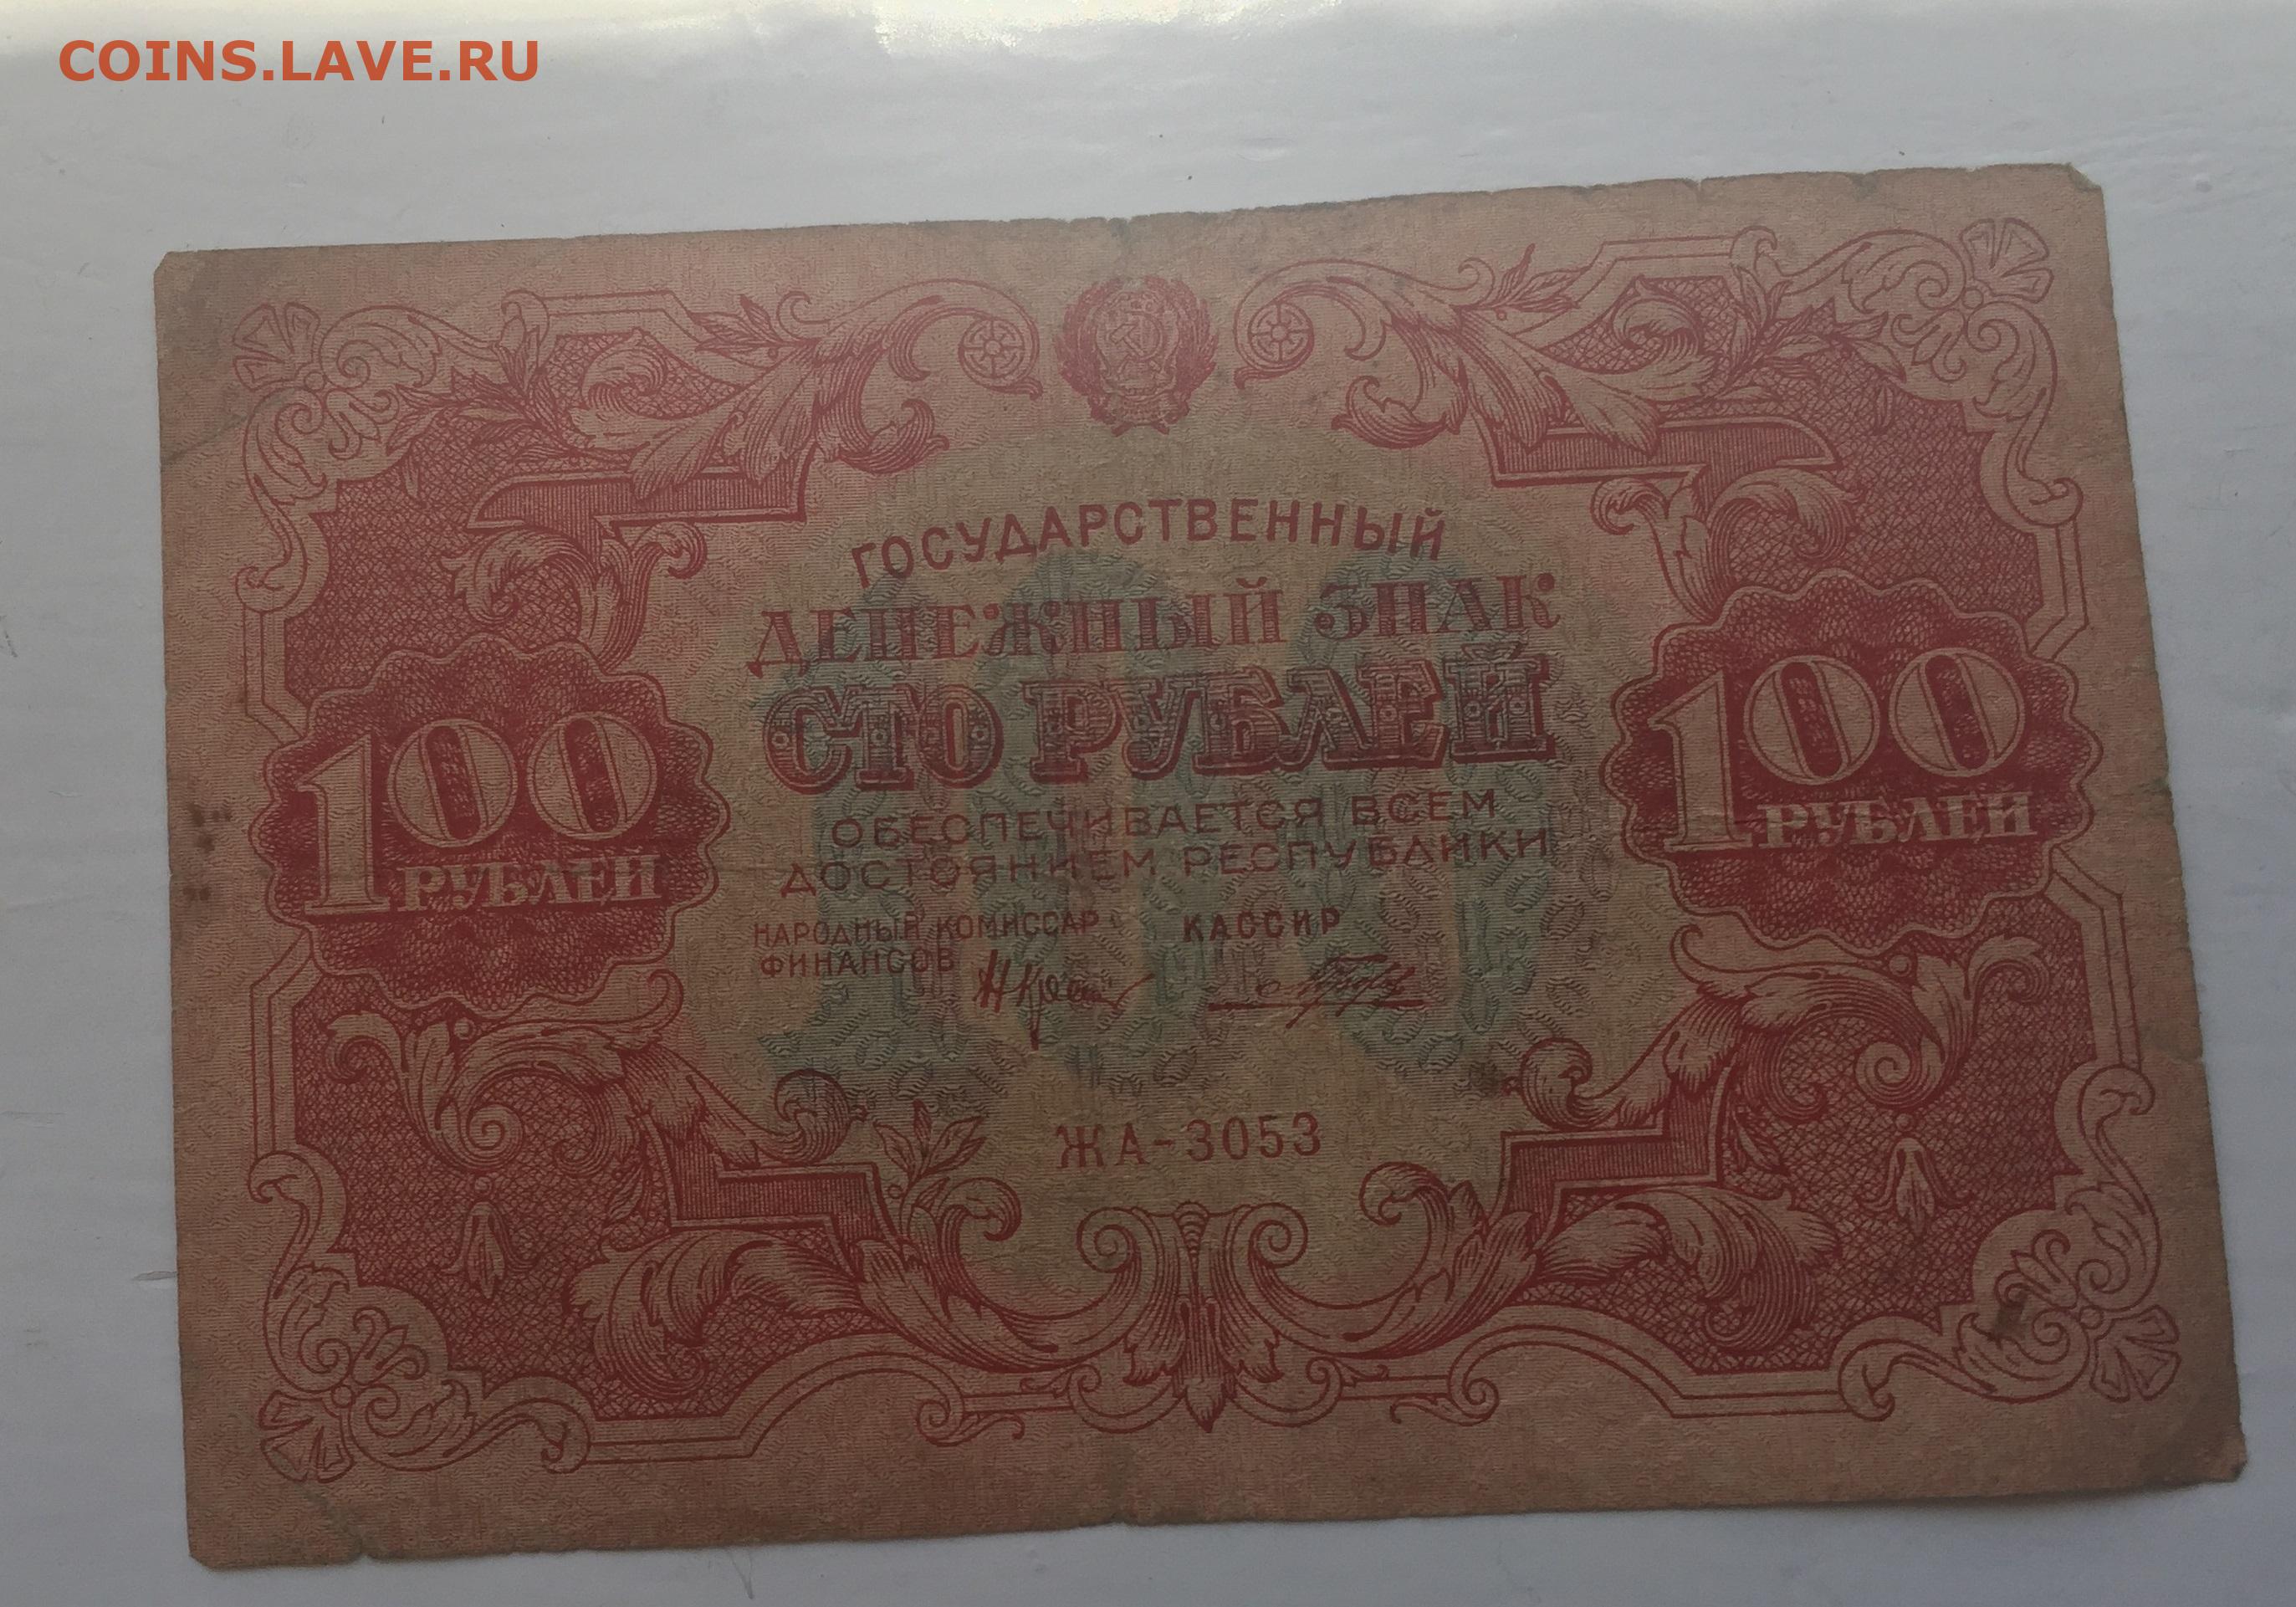 COINS.LAVE.RU
ГОСУДАРСТВЕННЫЙ
ДЕНЕЖНЫЙ ЗНАК
СТО РУБЛЕЙ
100
РУБЛЕЙ
100
РУБЛЕЙ
ОБЕСПЕЧИВАЕТСЯ ВСЕМ
ДОСТОЯНИЕМ РЕСПУБЛИКИ
НАРОДНЫЙ КОМИССАР
ФИНАНСОВ
КАССИР
ЖА-3053
100